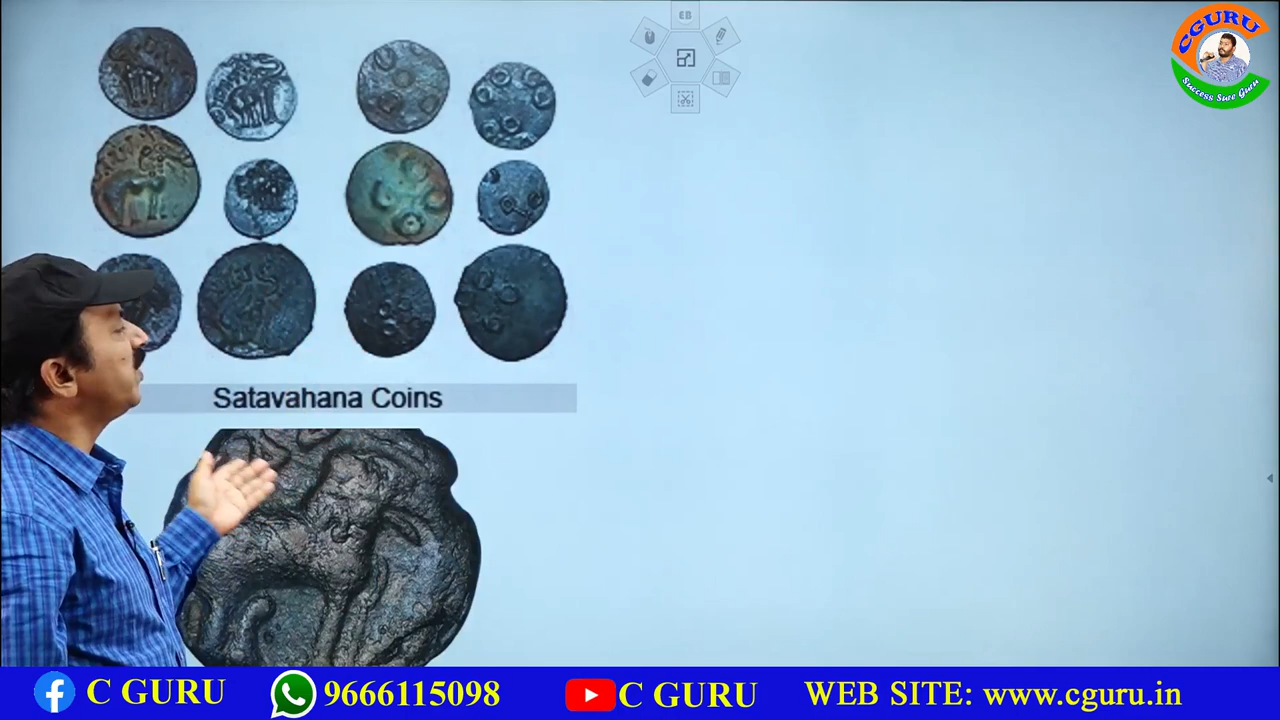 EB
CGURU
Success Sure Guru
Satavahana Coins
C GURU
9666115098
C GURU
WEB SITE: www.cguru.in